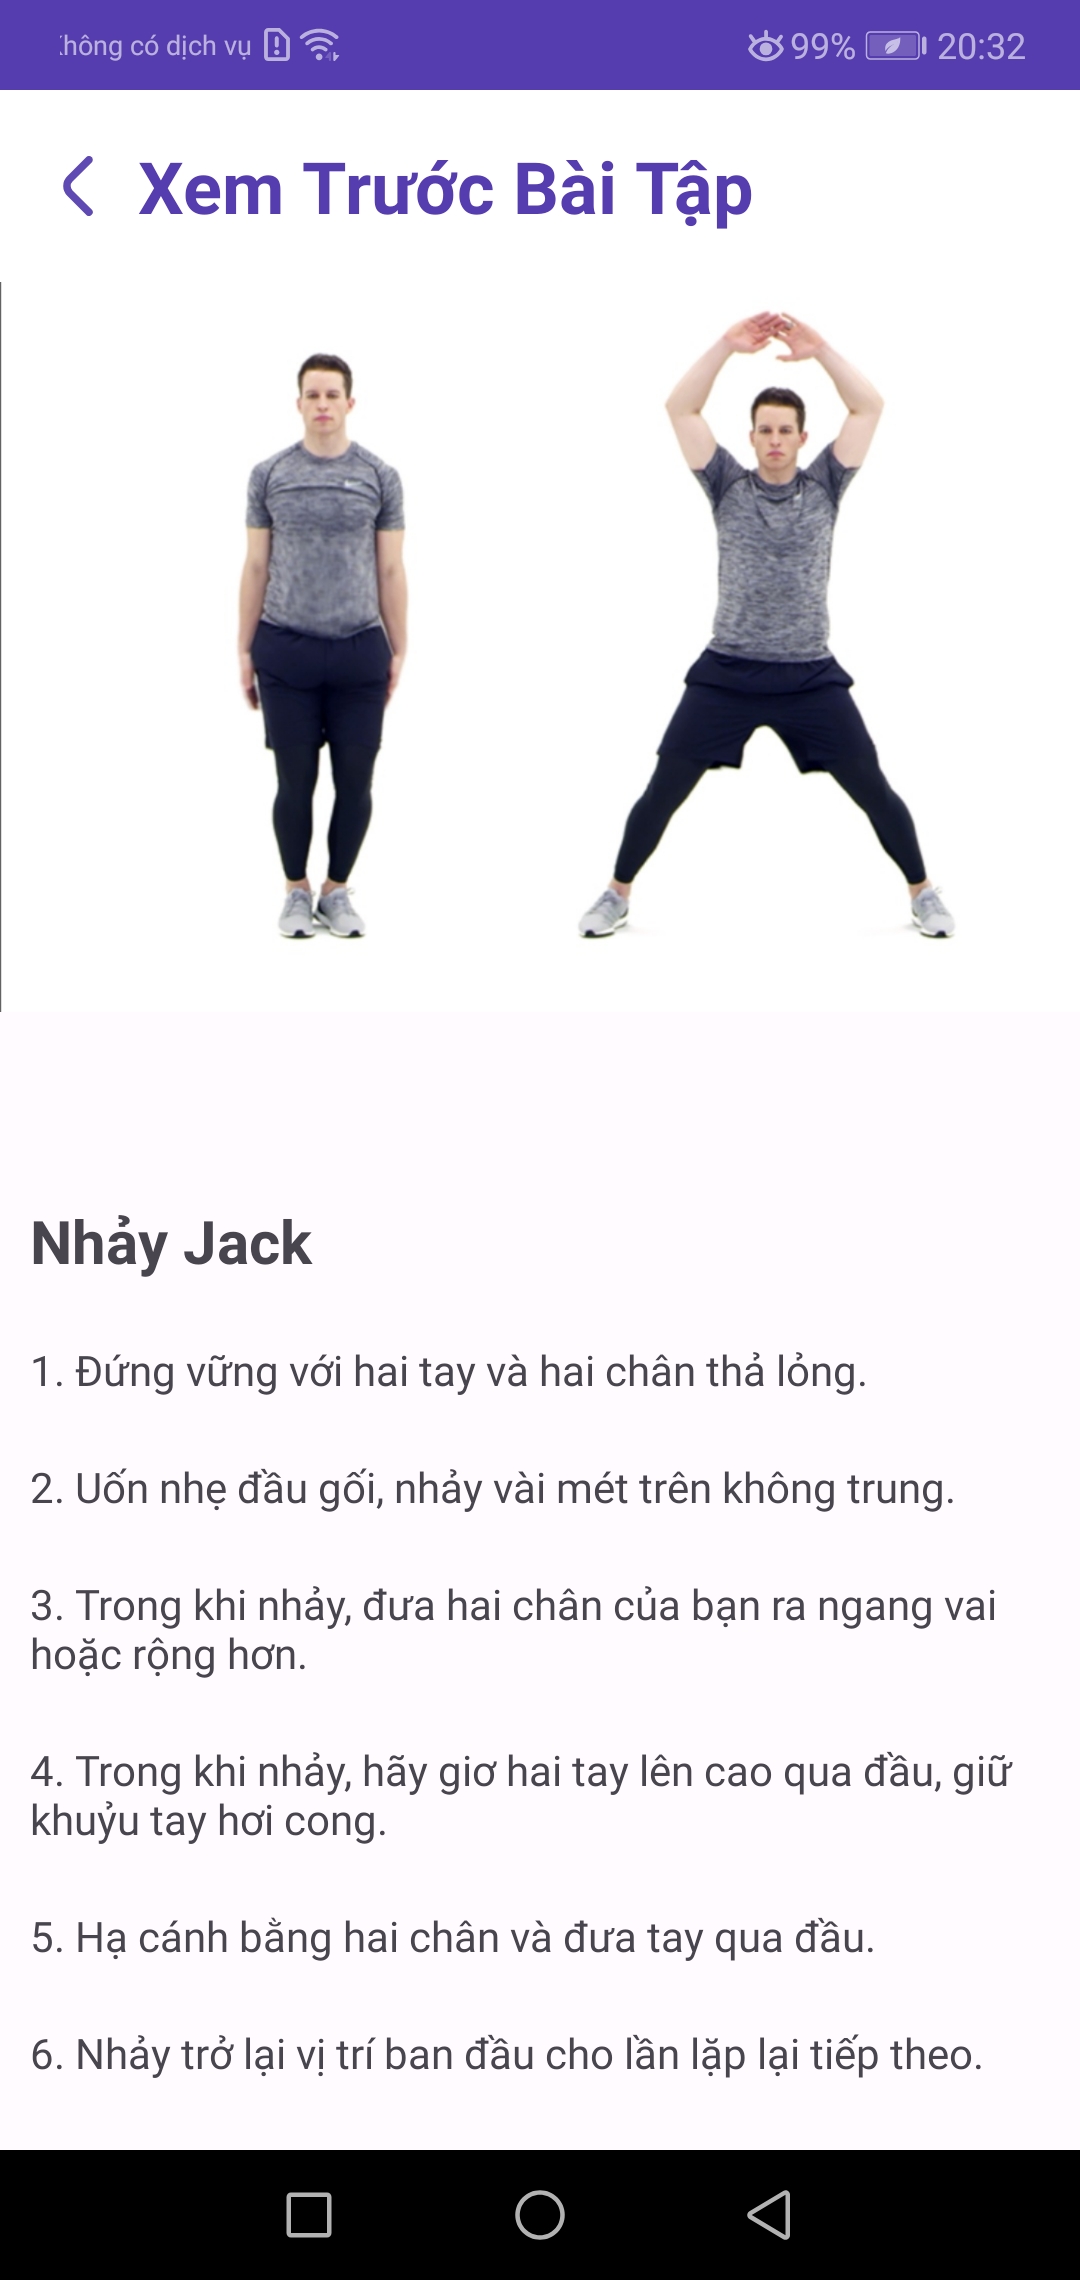 có dịch vụ
99%
20:32
Xem Trước Bài Tập
Nhảy Jack
1. Đứng vững với hai tay và hai chân thả lỏng.
2. Uốn nhẹ đầu gối, nhảy vài mét trên không trung.
3. Trong khi nhảy, đưa hai chân của bạn ra ngang vai
hoặc rộng hơn.
4. Trong khi nhảy, hãy giơ hai tay lên cao qua đầu, giữ
khuỷu tay hơi cong.
5. Hạ cánh bằng hai chân và đưa tay qua đầu.
6. Nhảy trở lại vị trí ban đầu cho lần lặp lại tiếp theo.